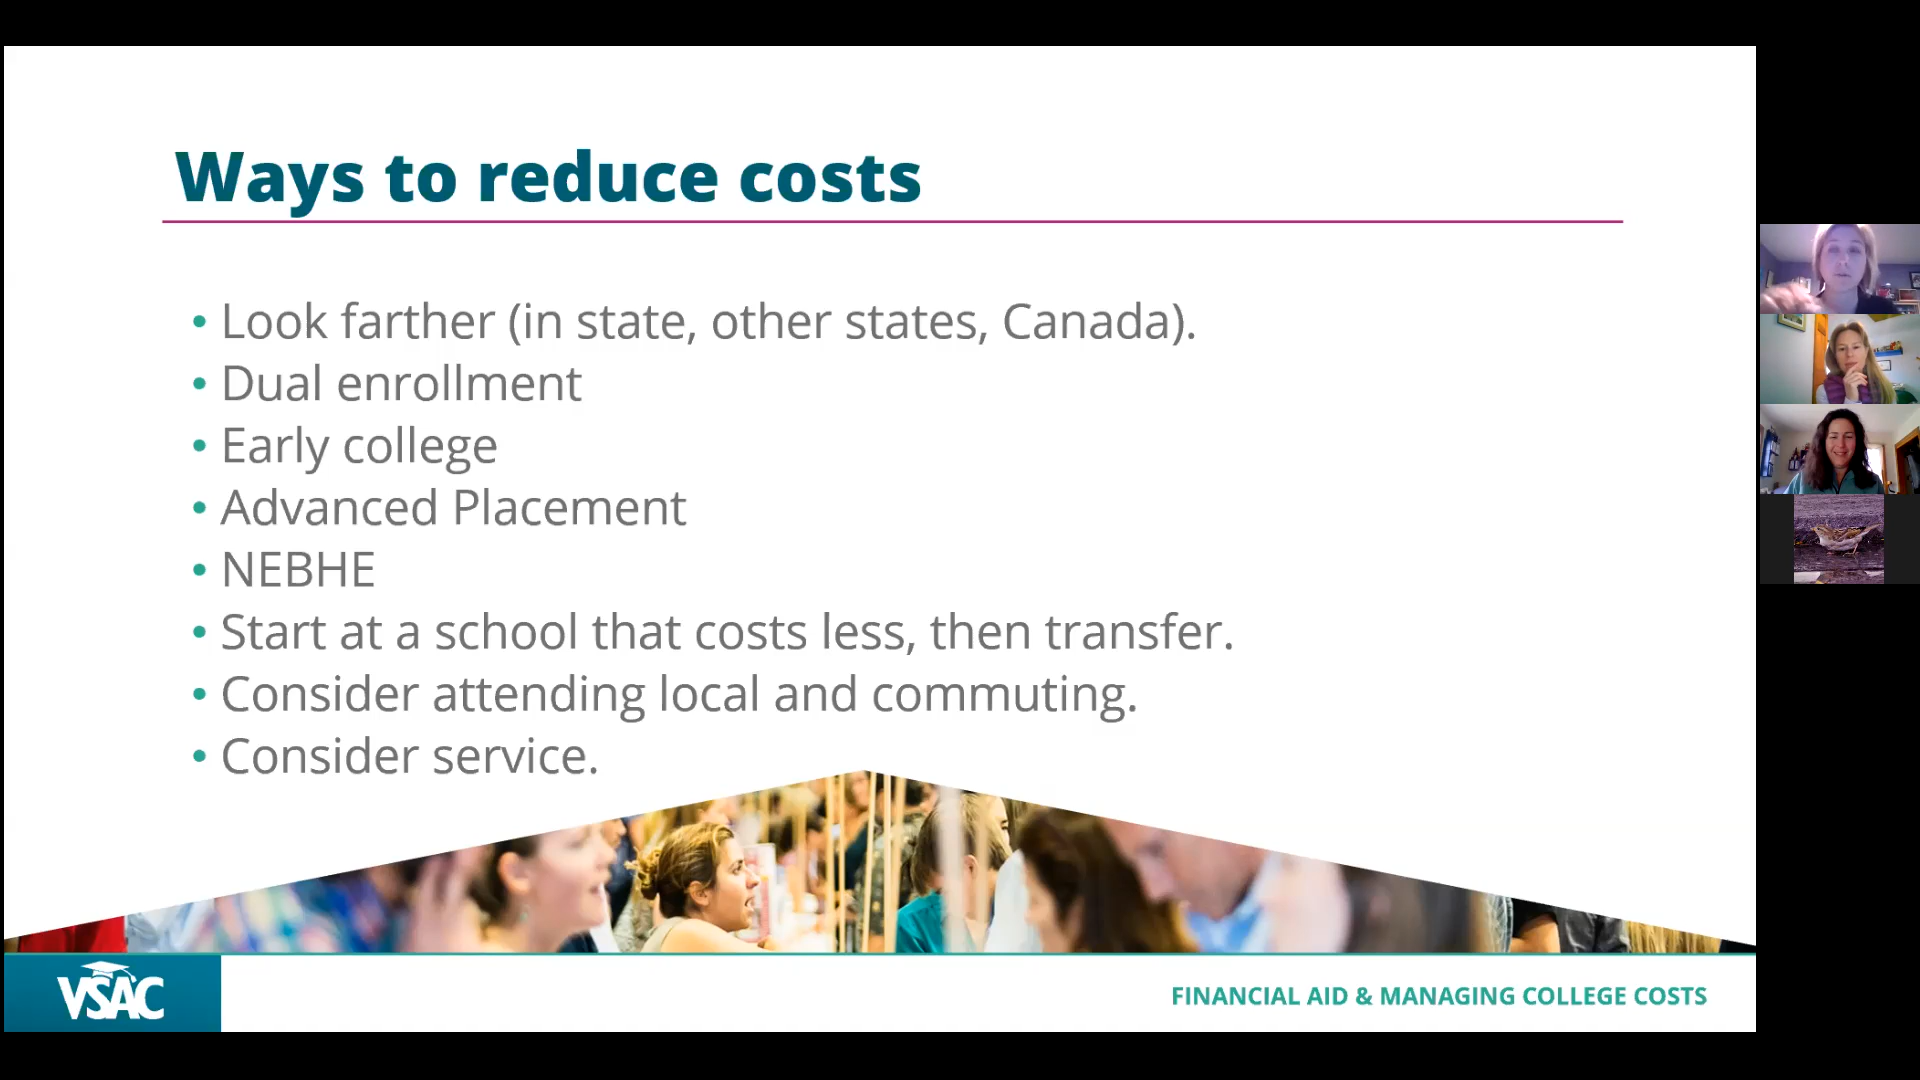 Ways to reduce costs
• Look farther (in state, other states, Canada).
• Dual enrollment
• Early college
• Advanced Placement
• NEBHE
• Start at a school that costs less, then transfer.
• Consider attending local and commuting.
• Consider service.
VSAC
FINANCIAL AID & MANAGING COLLEGE COSTS